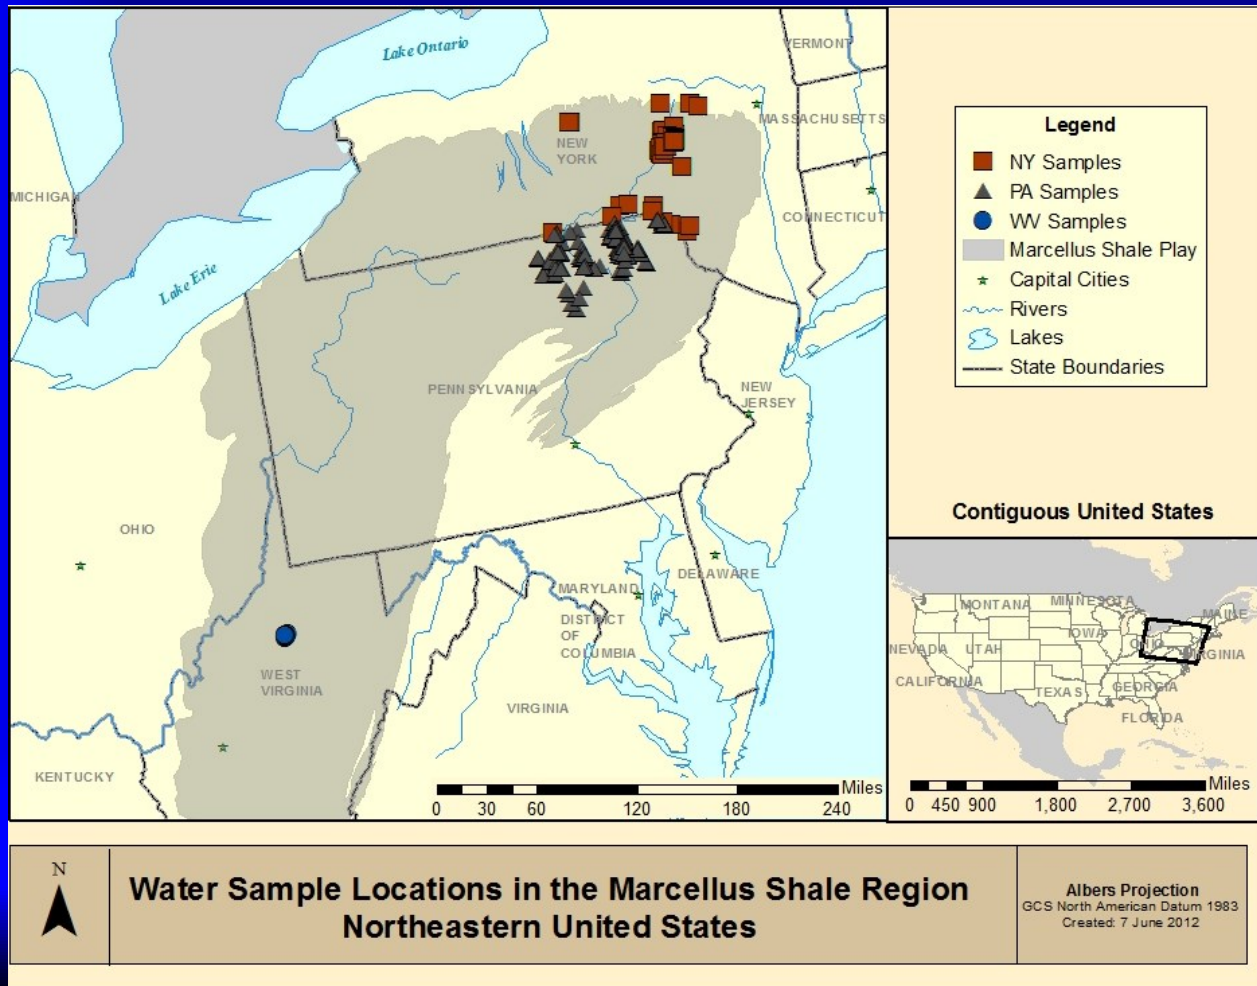 Lake Ontario
VERMONT
MASSACHUSETTS
NEW
YORK
MICHIGAN
CONNECTICUT
Lake Erie
PENNSYLVANIA
NEW
JERSEY
OHIO
MARYLAND
DELAWARE
DISTRICT
OF
COLUMBIA
WEST
VIRGINIA
VIRGINIA
KENTUCKY
Miles
0 30 60 120 180 240
Legend
NY Samples
PA Samples
WV Samples
Marcellus Shale Play
Capital Cities
Rivers
Lakes
State Boundaries
Contiguous United States
MONTANA
MINNESOTA
MAINE
IOWA
OHIO
NEVADA
UTAH
VIRGINIA
CALIFORNIA
TEXAS
GEORGIA
FLORIDA
Miles
0 450 900 1,800 2,700 3,600
N
Water Sample Locations in the Marcellus Shale Region
Northeastern United States
Albers Projection
GCS North American Datum 1983
Created: 7 June 2012